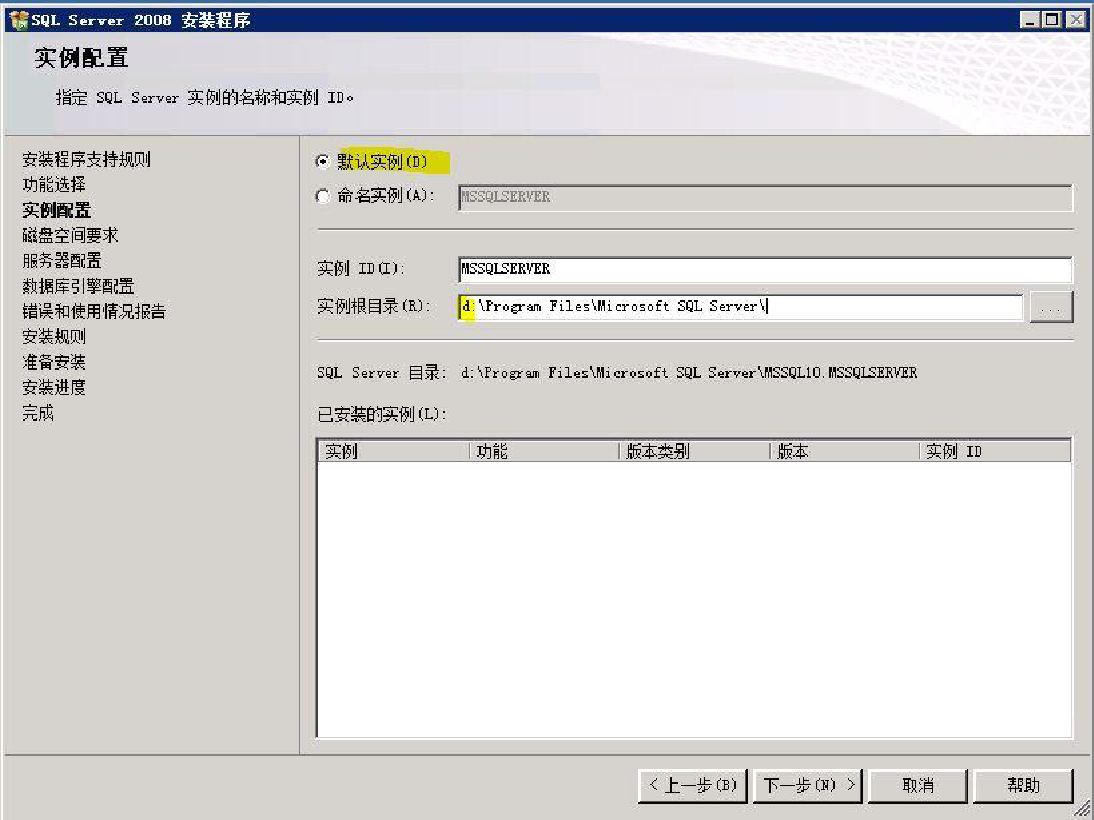 SQL Server 2008 安装程序
实例配置
指定 SQL Server 实例的名称和实例 ID。
安装程序支持规则
功能选择
实例配置
磁盘空间要求
服务器配置
数据库引擎配置
错误和使用情况报告
安装规则
准备安装
安装进度
完成
默认实例(D)
命名实例(A): MSSQLSERVER
实例 ID(I): MSSQLSERVER
实例根目录(R): d:\Program Files\Microsoft SQL Server\ ...
SQL Server 目录: d:\Program Files\Microsoft SQL Server\MSSQL10.MSSQLSERVER
已安装的实例(L):
实例 功能 版本类别 版本 实例 ID
< 上一步(B) 下一步(N) > 取消 帮助